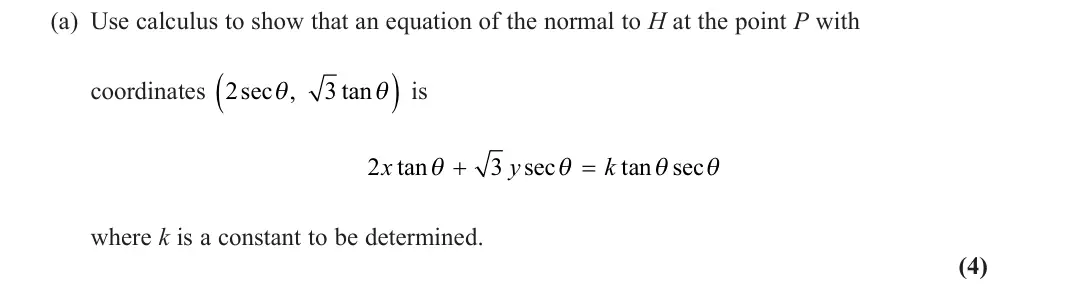 (a) Use calculus to show that an equation of the normal to H at the point P with
coordinates (2 sec θ, √3 tan θ) is
2x tan θ + √3 y sec θ = k tan θ sec θ
where k is a constant to be determined.
(4)